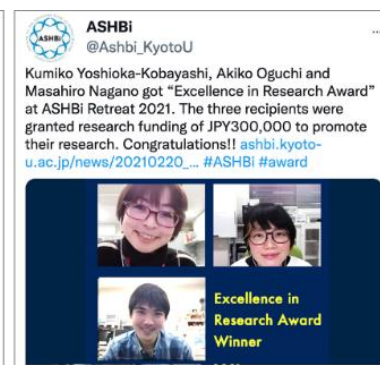 ASHBi
ASHBi
@Ashbi_KyotoU
Kumiko Yoshioka-Kobayashi, Akiko Oguchi and
Masahiro Nagano got “Excellence in Research Award”
at ASHBi Retreat 2021. The three recipients were
granted research funding of JPY300,000 to promote
their research. Congratulations!! ashbi.kyoto-
u.ac.jp/news/20210220_... #ASHBi #award
Excellence in
Research Award
Winner